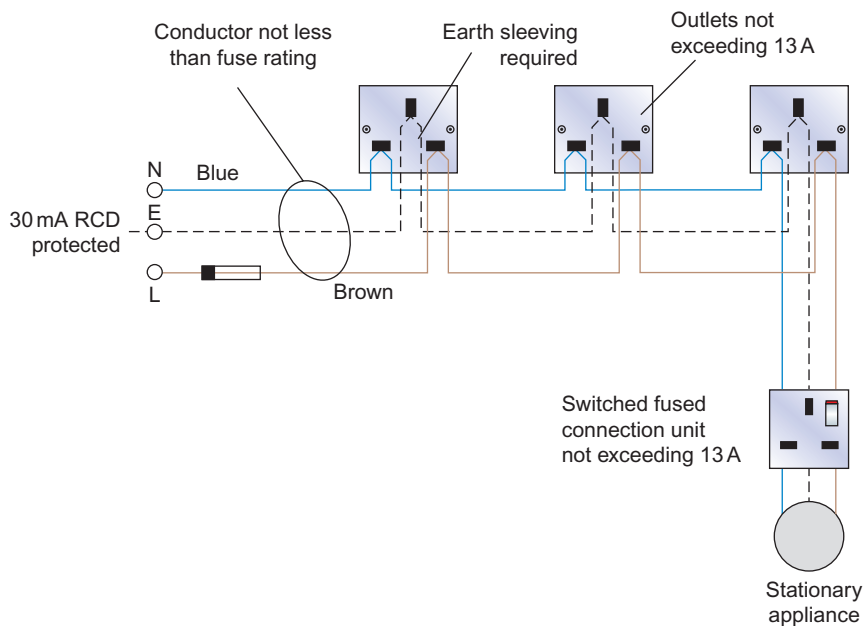 Conductor not less
than fuse rating
Earth sleeving
required
Outlets not
exceeding 13 A
N
Blue
E
30 mA RCD
protected
L
Brown
Switched fused
connection unit
not exceeding 13 A
Stationary
appliance